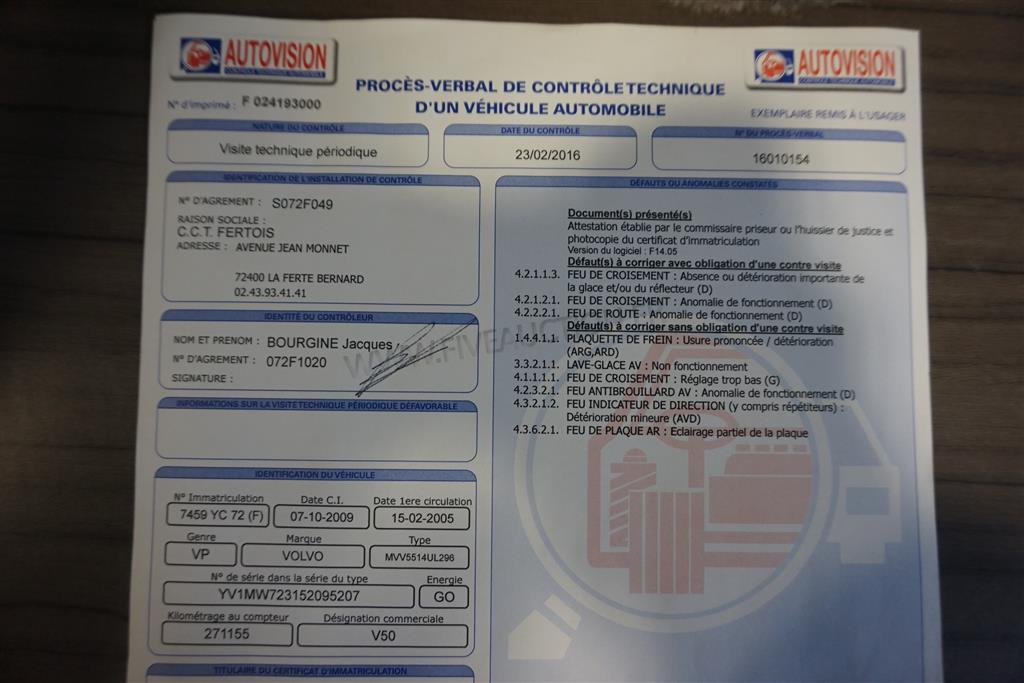 AUTOVISION
CONTRÔLE TECHNIQUE AUTOMOBILE
AUTOVISION
CONTRÔLE TECHNIQUE AUTOMOBILE
PROCÈS-VERBAL DE CONTRÔLE TECHNIQUE
D'UN VÉHICULE AUTOMOBILE
N° d'imprimé : F 024193000
EXEMPLAIRE REMIS À L'USAGER
NATURE DU CONTRÔLE
Visite technique périodique
DATE DU CONTRÔLE
23/02/2016
N° DU PROCÈS-VERBAL
16010154
IDENTIFICATION DE L'INSTALLATION DE CONTRÔLE
N° D'AGREMENT : S072F049
RAISON SOCIALE :
C.C.T. FERTOIS
ADRESSE : AVENUE JEAN MONNET
72400 LA FERTE BERNARD
02.43.93.41.41
IDENTITÉ DU CONTRÔLEUR
NOM ET PRENOM : BOURGINE Jacques
N° D'AGREMENT : 072F1020
SIGNATURE :
INFORMATIONS SUR LA VISITE TECHNIQUE PÉRIODIQUE DÉFAVORABLE
IDENTIFICATION DU VÉHICULE
N° Immatriculation Date C.I. Date 1ere circulation
7459 YC 72 (F) 07-10-2009 15-02-2005
Genre Marque Type
VP VOLVO MVV5514UL296
N° de série dans la série du type Energie
YV1MW723152095207 GO
Kilométrage au compteur Désignation commerciale
271155 V50
TITULAIRE DU CERTIFICAT D'IMMATRICULATION
DÉFAUTS OU ANOMALIES CONSTATÉS
Document(s) présenté(s)
Attestation établie par le commissaire priseur ou l'huissier de justice et
photocopie du certificat d'immatriculation
Version du logiciel : F14.05
Défaut(s) à corriger avec obligation d'une contre visite
4.2.1.1.3. FEU DE CROISEMENT : Absence ou détérioration importante de
la glace et/ou du réflecteur (D)
4.2.1.2.1. FEU DE CROISEMENT : Anomalie de fonctionnement (D)
4.2.2.2.1. FEU DE ROUTE : Anomalie de fonctionnement (D)
Défaut(s) à corriger sans obligation d'une contre visite
1.4.4.1.1. PLAQUETTE DE FREIN : Usure prononcée / détérioration
(ARG,ARD)
3.3.2.1.1. LAVE-GLACE AV : Non fonctionnement
4.1.1.1.1. FEU DE CROISEMENT : Réglage trop bas (G)
4.2.3.2.1. FEU ANTIBROUILLARD AV : Anomalie de fonctionnement (D)
4.3.2.1.2. FEU INDICATEUR DE DIRECTION (y compris répétiteurs) :
Détérioration mineure (AVD)
4.3.6.2.1. FEU DE PLAQUE AR : Eclairage partiel de la plaque